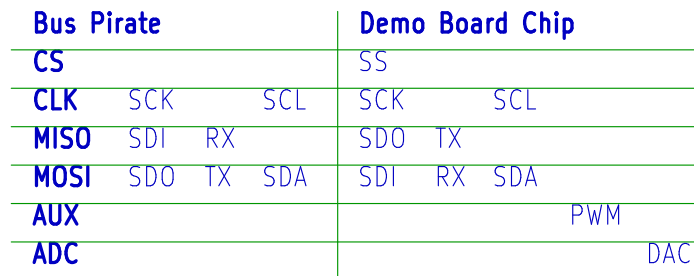 Bus Pirate Demo Board Chip
CS SS
CLK SCK SCL SCK SCL
MISO SDI RX SDO TX
MOSI SDO TX SDA SDI RX SDA
AUX PWM
ADC DAC